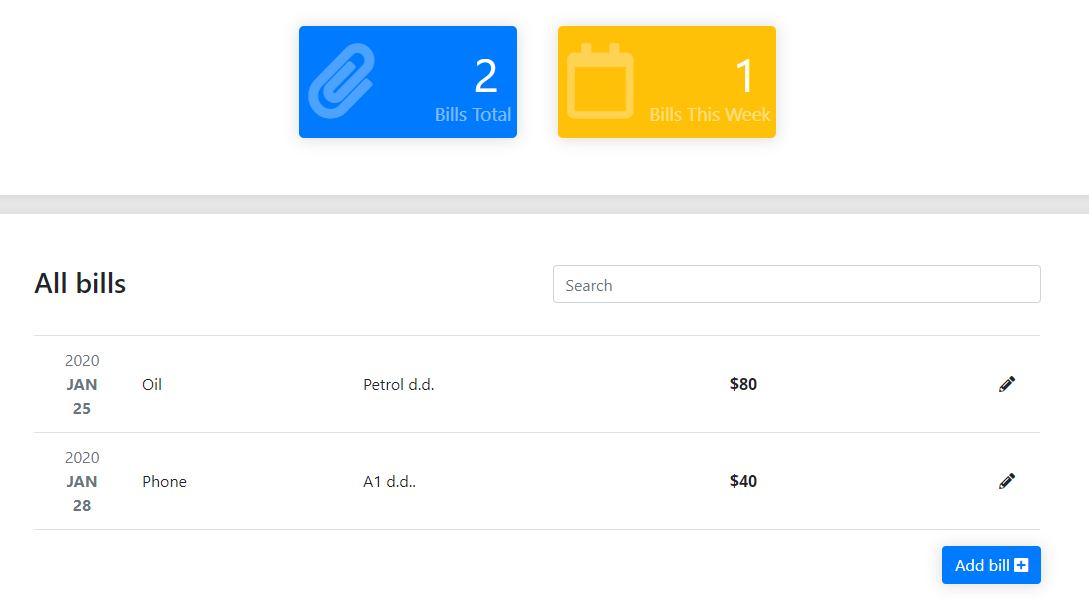 2
Bills Total
1
Bills This Week
All bills
Search
2020
JAN
25
Oil
Petrol d.d.
$80
2020
JAN
28
Phone
A1 d.d..
$40
Add bill